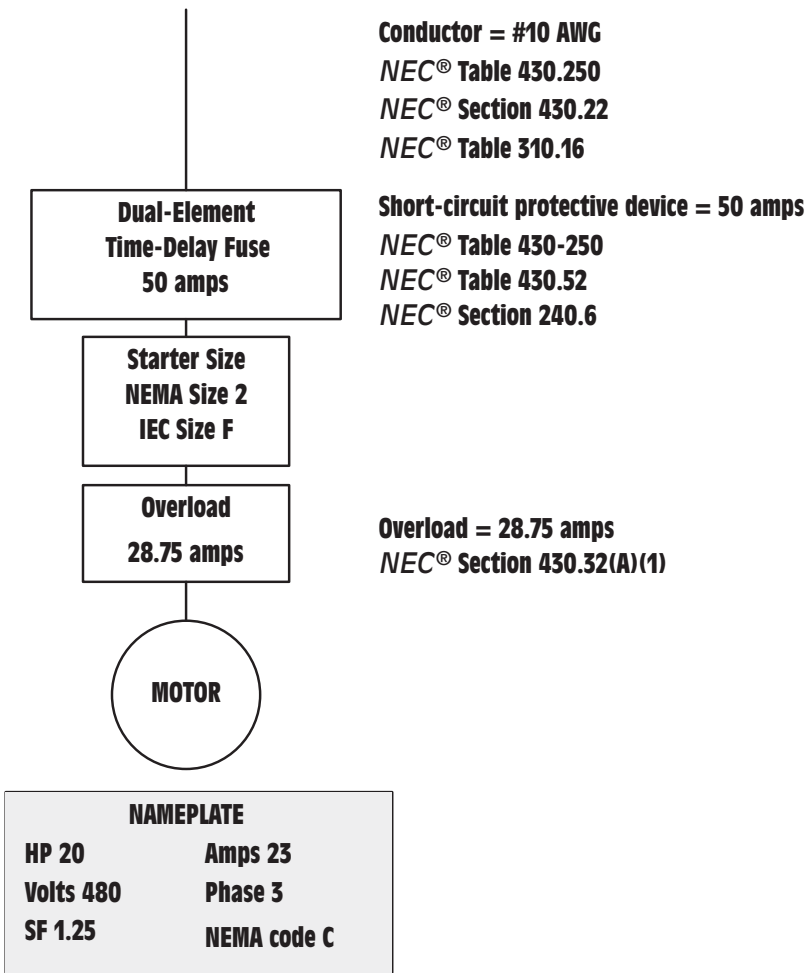 Conductor = #10 AWG
NEC® Table 430.250
NEC® Section 430.22
NEC® Table 310.16
Dual-Element
Time-Delay Fuse
50 amps
Short-circuit protective device = 50 amps
NEC® Table 430-250
NEC® Table 430.52
NEC® Section 240.6
Starter Size
NEMA Size 2
IEC Size F
Overload
28.75 amps
Overload = 28.75 amps
NEC® Section 430.32(A)(1)
MOTOR
NAMEPLATE
HP 20 Amps 23
Volts 480 Phase 3
SF 1.25 NEMA code C